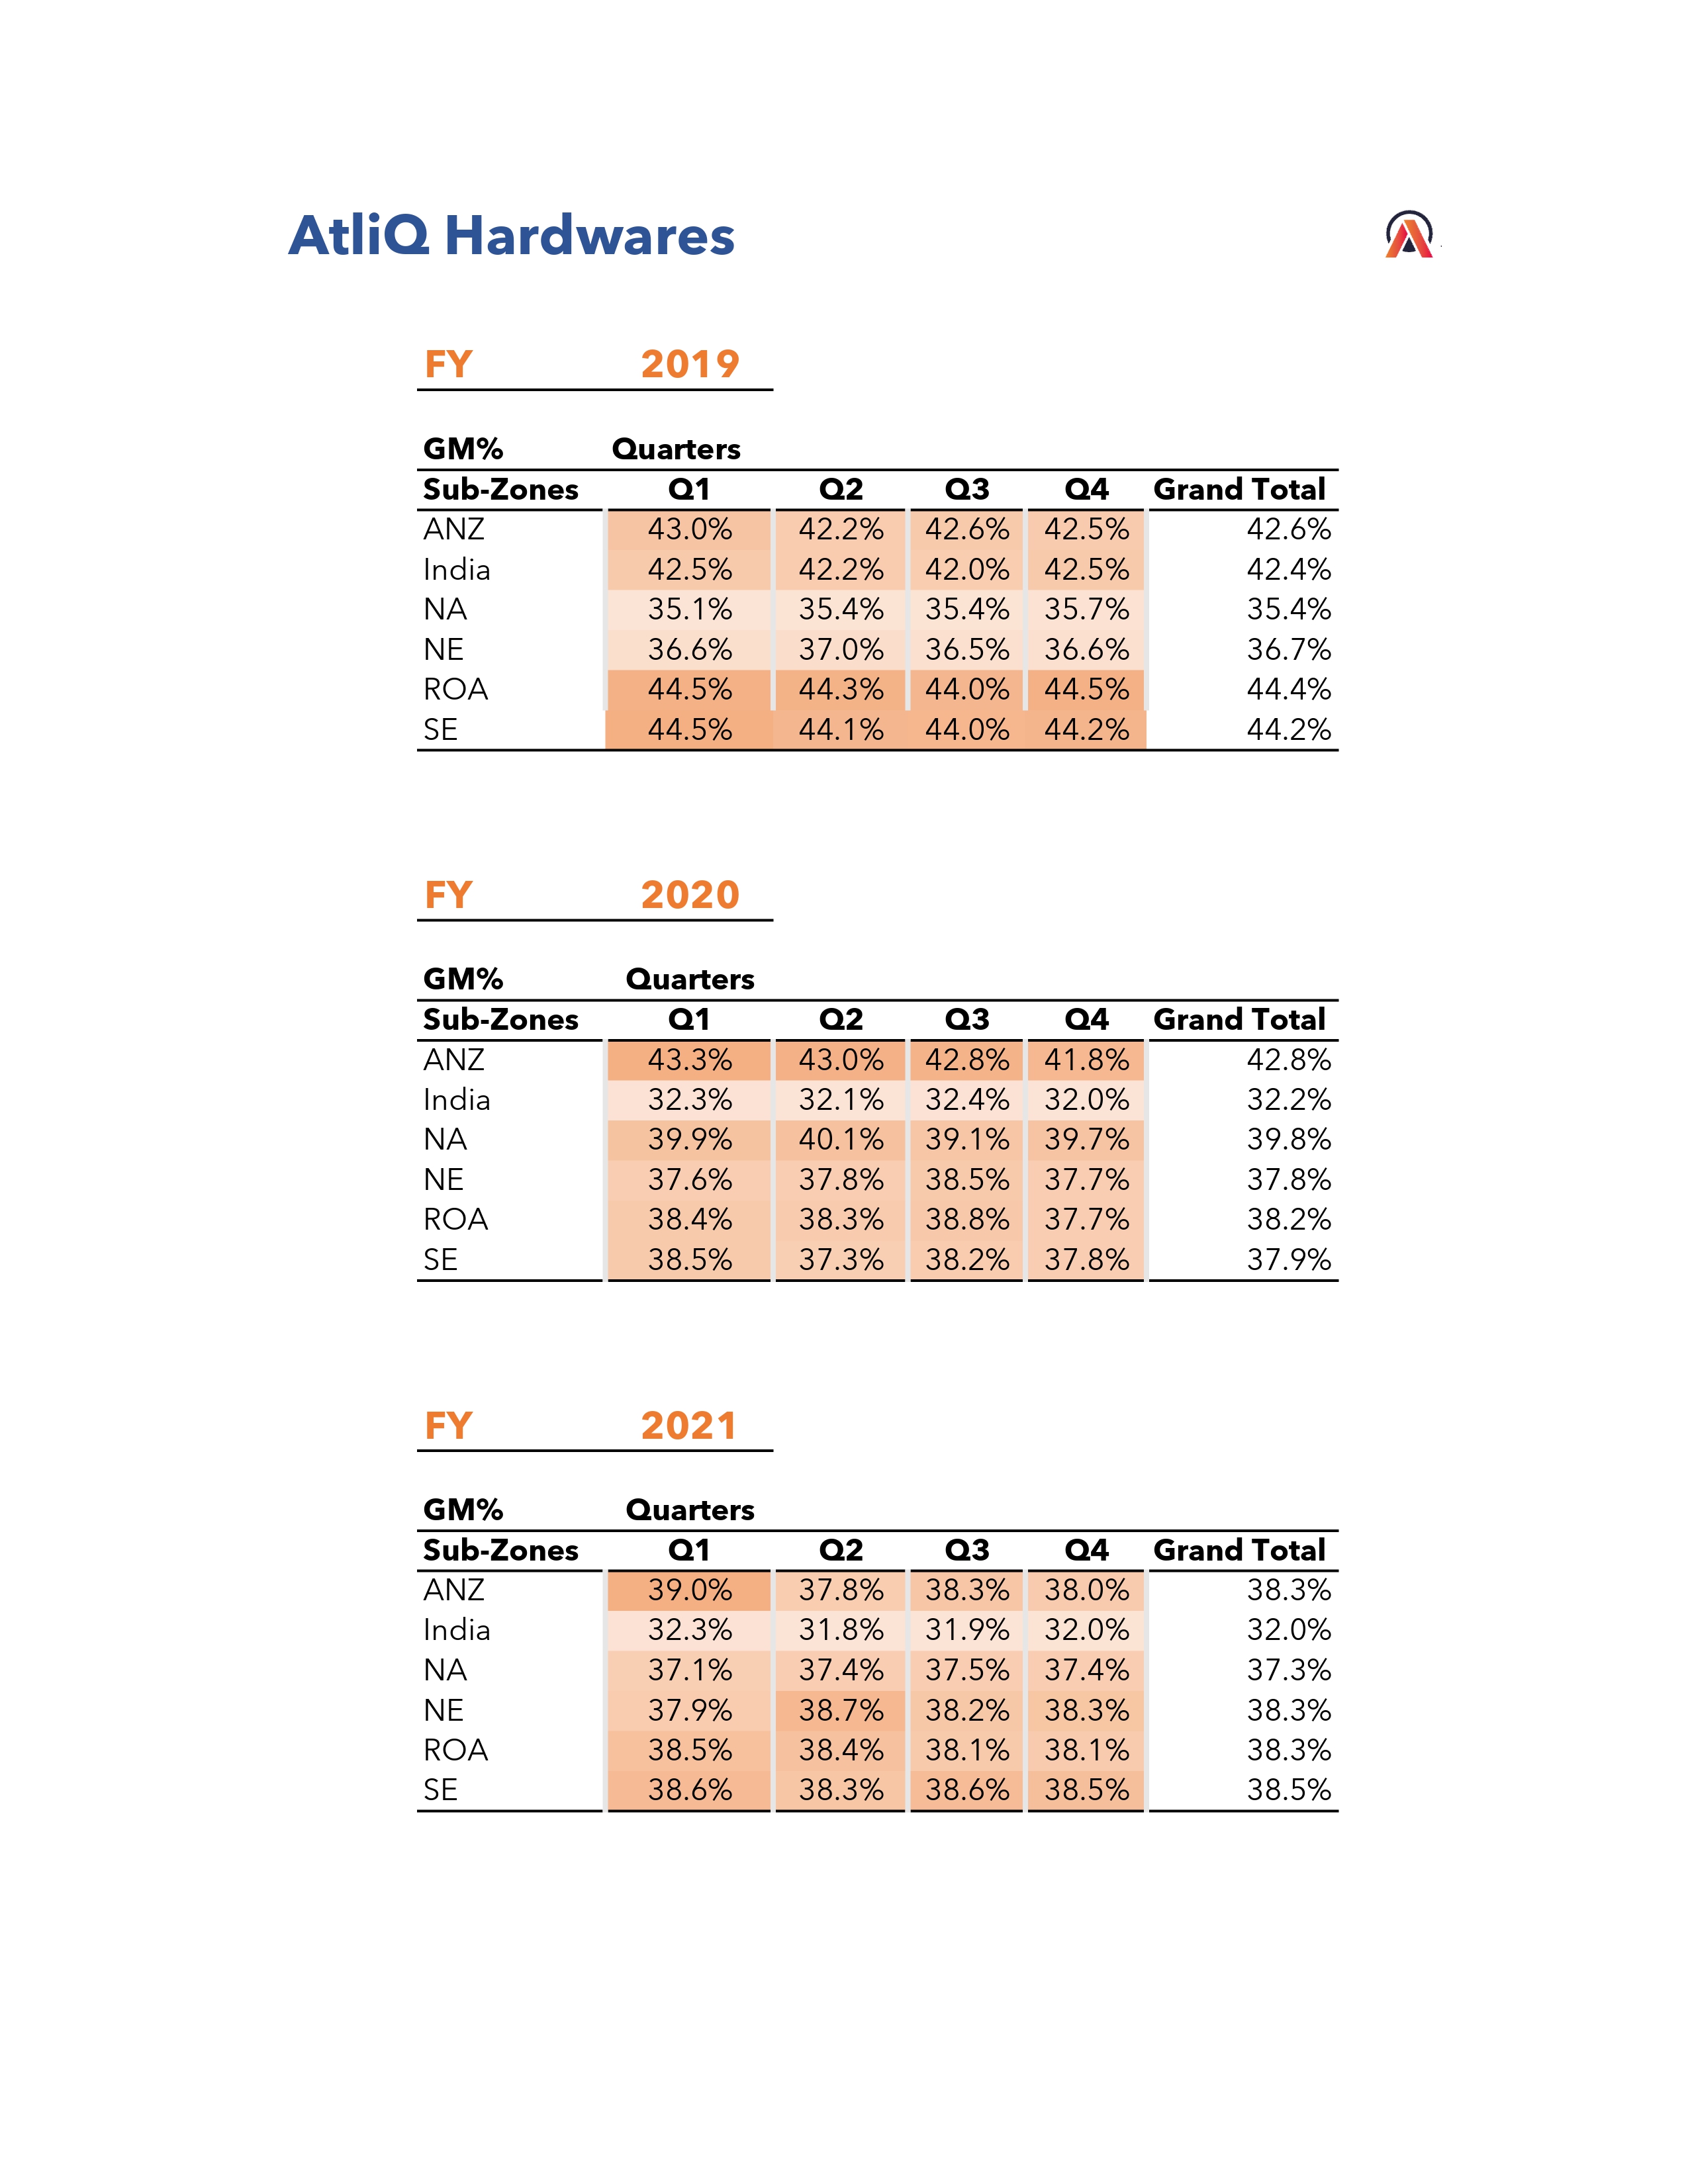 AtliQ Hardwares
FY 2019
GM% Quarters
Sub-Zones Q1 Q2 Q3 Q4 Grand Total
ANZ 43.0% 42.2% 42.6% 42.5% 42.6%
India 42.5% 42.2% 42.0% 42.5% 42.4%
NA 35.1% 35.4% 35.4% 35.7% 35.4%
NE 36.6% 37.0% 36.5% 36.6% 36.7%
ROA 44.5% 44.3% 44.0% 44.5% 44.4%
SE 44.5% 44.1% 44.0% 44.2% 44.2%
FY 2020
GM% Quarters
Sub-Zones Q1 Q2 Q3 Q4 Grand Total
ANZ 43.3% 43.0% 42.8% 41.8% 42.8%
India 32.3% 32.1% 32.4% 32.0% 32.2%
NA 39.9% 40.1% 39.1% 39.7% 39.8%
NE 37.6% 37.8% 38.5% 37.7% 37.8%
ROA 38.4% 38.3% 38.8% 37.7% 38.2%
SE 38.5% 37.3% 38.2% 37.8% 37.9%
FY 2021
GM% Quarters
Sub-Zones Q1 Q2 Q3 Q4 Grand Total
ANZ 39.0% 37.8% 38.3% 38.0% 38.3%
India 32.3% 31.8% 31.9% 32.0% 32.0%
NA 37.1% 37.4% 37.5% 37.4% 37.3%
NE 37.9% 38.7% 38.2% 38.3% 38.3%
ROA 38.5% 38.4% 38.1% 38.1% 38.3%
SE 38.6% 38.3% 38.6% 38.5% 38.5%